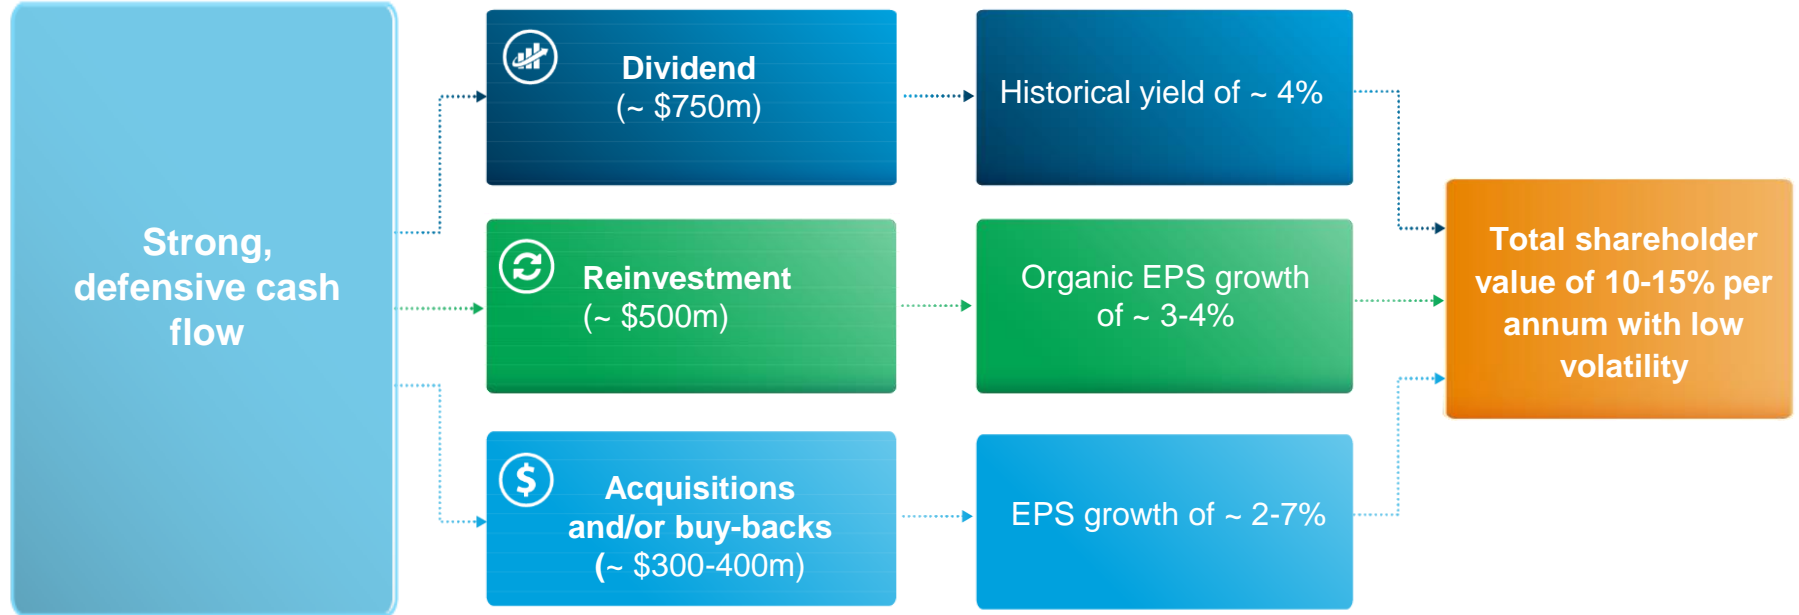 Strong,
defensive cash
flow
Dividend
(~ $750m)
Historical yield of ~ 4%
Reinvestment
(~ $500m)
Organic EPS growth
of ~ 3-4%
$
Acquisitions
and/or buy-backs
(~ $300-400m)
EPS growth of ~ 2-7%
Total shareholder
value of 10-15% per
annum with low
volatility